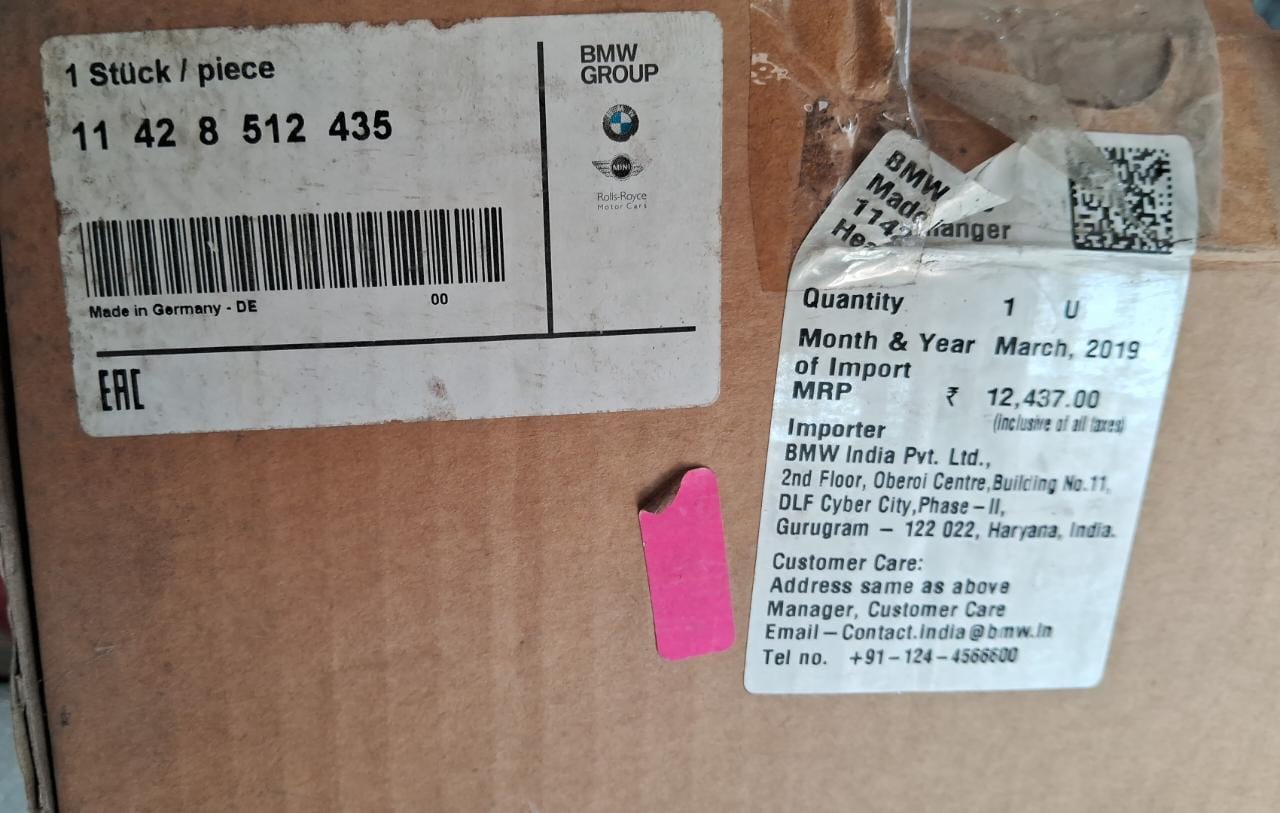 1 Stück / piece
11 42 8 512 435
Made in Germany - DE
00
EAC
BMW
GROUP
MINI
Rolls-Royce
Motor Cars
BMW
Made
Quantity 1 U
Month & Year March, 2019
of Import
MRP ₹ 12,437.00
(inclusive of all taxes)
Importer
BMW India Pvt. Ltd.,
2nd Floor, Oberoi Centre,Building No.11,
DLF Cyber City,Phase – II,
Gurugram – 122 022, Haryana, India.
Customer Care:
Address same as above
Manager, Customer Care
Email – Contact.india@bmw.in
Tel no. +91 – 124 – 4566600